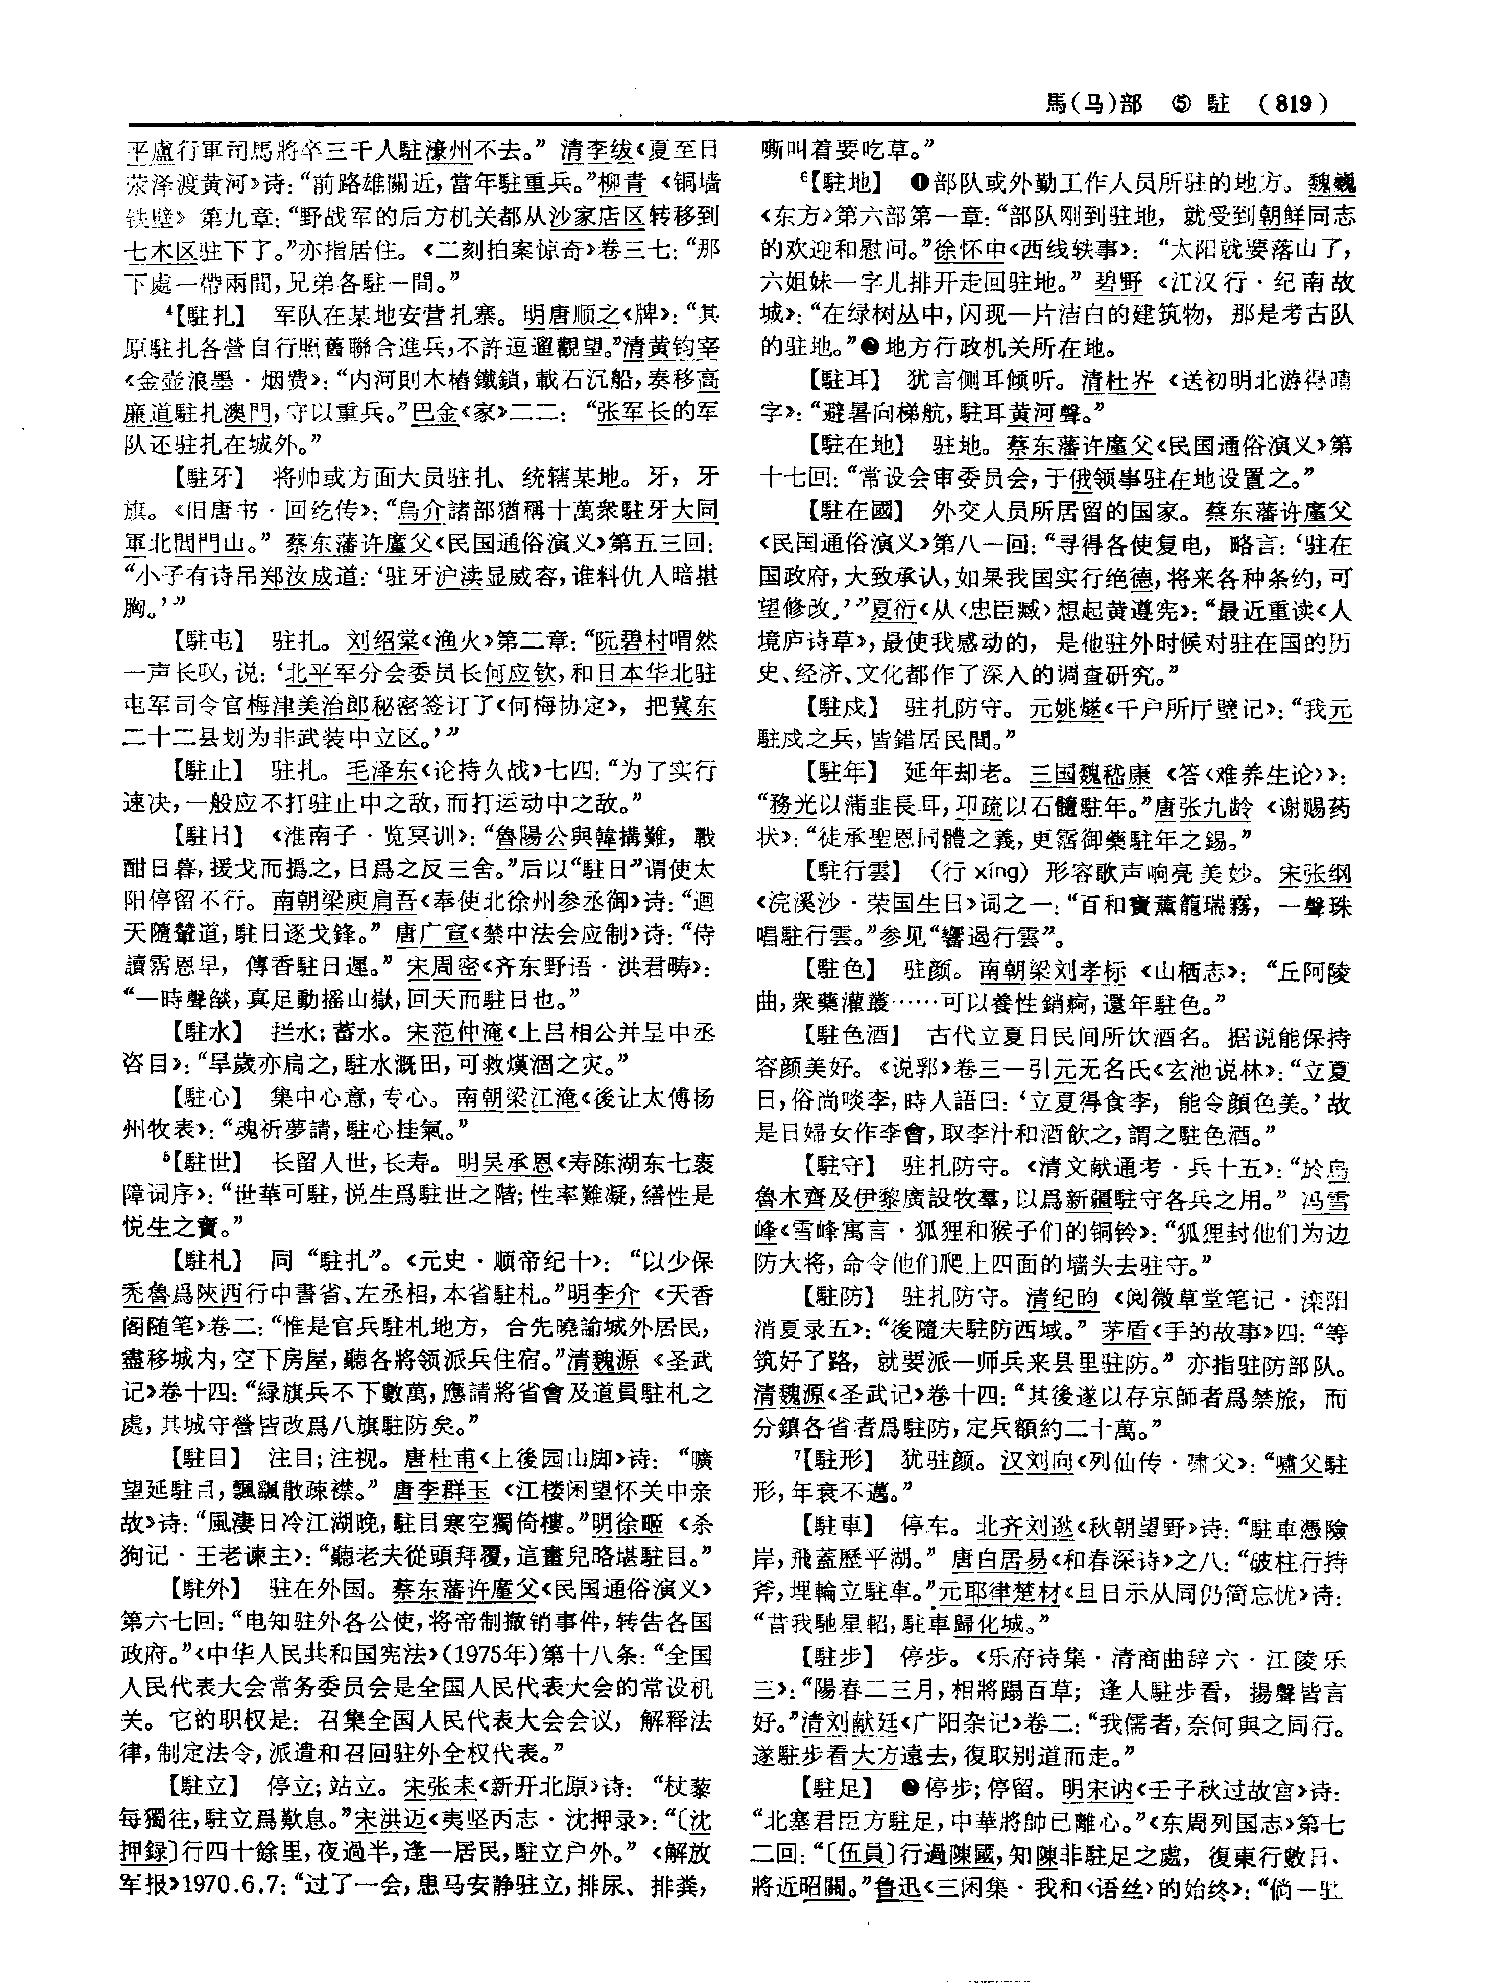 馬(马)部 ⑤ 駐 (819)
平盧行軍司馬將卒三千人駐濠州不去。” 清李绂《夏至日
荥泽渡黄河》诗：“前路雄關近，當年駐重兵。”柳青《铜墙
铁壁》第九章：“野战军的后方机关都从沙家店区转移到
七木区驻下了。”亦指居住。《二刻拍案惊奇》卷三七：“那
下處一帶兩間，兄弟各駐一間。”
4【駐扎】 军队在某地安营扎寨。明唐顺之《牌》：“其
原駐扎各營自行照舊聯合進兵，不許逗遛觀望。”清黄钧宰
《金壶浪墨·烟费》：“内河則木樁鐵鎖，載石沉船，奏移高
廉道駐扎澳門，守以重兵。”巴金《家》二二：“张军长的军
队还驻扎在城外。”
【駐牙】 将帅或方面大员驻扎、统辖某地。牙，牙
旗。《旧唐书·回纥传》：“烏介諸部猶稱十萬衆駐牙大同
軍北閭門山。” 蔡东藩许廑父《民国通俗演义》第五三回：
“小子有诗吊郑汝成道：‘驻牙沪渎显威容，谁料仇人暗揕
胸。’”
【駐屯】 驻扎。刘绍棠《渔火》第二章：“阮碧村喟然
一声长叹，说：‘北平军分会委员长何应钦，和日本华北驻
屯军司令官梅津美治郎秘密签订了《何梅协定》，把冀东
二十二县划为非武装中立区。’”
【駐止】 驻扎。毛泽东《论持久战》七四：“为了实行
速决，一般应不打驻止中之敌，而打运动中之敌。”
【駐日】 《淮南子·览冥训》：“魯陽公與韓搆難，戰
酣日暮，援戈而撝之，日爲之反三舍。”后以“駐日”谓使太
阳停留不行。南朝梁庾肩吾《奉使北徐州参丞御》诗：“迴
天隨輦道，駐日逐戈鋒。” 唐广宣《禁中法会应制》诗：“侍
讀霑恩早，傳香駐日遲。” 宋周密《齐东野语·洪君畴》：
“一時聲燄，真足動摇山嶽，回天而駐日也。”
【駐水】 拦水；蓄水。宋范仲淹《上吕相公并呈中丞
咨目》：“旱歲亦扃之，駐水溉田，可救熯涸之灾。”
【駐心】 集中心意，专心。南朝梁江淹《後让太傅扬
州牧表》：“魂祈夢請，駐心挂氣。”
5【駐世】 长留人世，长寿。明吴承恩《寿陈湖东七袠
障词序》：“世華可駐，悦生爲駐世之階；性率難凝，繕性是
悦生之寶。”
【駐札】 同“駐扎”。《元史·顺帝纪十》：“以少保
秃魯爲陜西行中書省、左丞相，本省駐札。”明李介《天香
阁随笔》卷二：“惟是官兵駐札地方，合先曉諭城外居民，
盡移城内，空下房屋，聽各將领派兵住宿。”清魏源《圣武
记》卷十四：“緑旗兵不下數萬，應請將省會及道員駐札之
處，其城守營皆改爲八旗駐防矣。”
【駐目】 注目；注视。唐杜甫《上後园山脚》诗：“曠
望延駐目，飄飖散疎襟。” 唐李群玉《江楼闲望怀关中亲
故》诗：“風淒日冷江湖晚，駐目寒空獨倚樓。”明徐㬇《杀
狗记·王老谏主》：“聽老夫從頭拜覆，這畫兒略堪駐目。”
【駐外】 驻在外国。蔡东藩许廑父《民国通俗演义》
第六七回：“电知驻外各公使，将帝制撤销事件，转告各国
政府。”《中华人民共和国宪法》(1975年)第十八条：“全国
人民代表大会常务委员会是全国人民代表大会的常设机
关。它的职权是：召集全国人民代表大会会议，解释法
律，制定法令，派遣和召回驻外全权代表。”
【駐立】 停立；站立。宋张耒《新开北原》诗：“杖藜
每獨往，駐立爲歎息。”宋洪迈《夷坚丙志·沈押录》：“〔沈
押録〕行四十餘里，夜過半，逢一居民，駐立户外。” 《解放
军报》1970.6.7：“过了一会，患马安静驻立，排尿、排粪，
嘶叫着要吃草。”
6【駐地】 ❶部队或外勤工作人员所驻的地方。魏巍
《东方》第六部第一章：“部队刚到驻地，就受到朝鲜同志
的欢迎和慰问。”徐怀中《西线轶事》：“太阳就要落山了，
六姐妹一字儿排开走回驻地。” 碧野《江汉行·纪南故
城》：“在绿树丛中，闪现一片洁白的建筑物，那是考古队
的驻地。”❷地方行政机关所在地。
【駐耳】 犹言侧耳倾听。清杜岕《送初明北游得晴
字》：“避暑向梯航，駐耳黄河聲。”
【駐在地】 驻地。蔡东藩许廑父《民国通俗演义》第
十七回：“常设会审委员会，于俄领事驻在地设置之。”
【駐在國】 外交人员所居留的国家。蔡东藩许廑父
《民国通俗演义》第八一回：“寻得各使复电，略言：‘驻在
国政府，大致承认，如果我国实行绝德，将来各种条约，可
望修改。’”夏衍《从〈忠臣臧〉想起黄遵宪》：“最近重读《人
境庐诗草》，最使我感动的，是他驻外时候对驻在国的历
史、经济、文化都作了深入的调查研究。”
【駐戍】 驻扎防守。元姚燧《千户所厅壁记》：“我元
駐戍之兵，皆錯居民間。”
【駐年】 延年却老。三国魏嵇康《答〈难养生论〉》：
“務光以蒲韭長耳，卭疏以石髓駐年。”唐张九龄《谢赐药
状》：“徒承聖恩同體之義，更霑御藥駐年之錫。”
【駐行雲】 (行 xíng) 形容歌声响亮美妙。宋张纲
《浣溪沙·荣国生日》词之一：“百和寶薰籠瑞霧，一聲珠
唱駐行雲。”参见“響遏行雲”。
【駐色】 驻颜。南朝梁刘孝标《山栖志》：“丘阿陵
曲，衆藥灌叢……可以養性銷痾，還年駐色。”
【駐色酒】 古代立夏日民间所饮酒名。据说能保持
容颜美好。《说郛》卷三一引元无名氏《玄池说林》：“立夏
日，俗尚啖李，時人語曰：‘立夏得食李，能令顔色美。’故
是日婦女作李會，取李汁和酒飲之，謂之駐色酒。”
【駐守】 驻扎防守。《清文献通考·兵十五》：“於烏
魯木齊及伊黎廣設牧羣，以爲新疆駐守各兵之用。” 冯雪
峰《雪峰寓言·狐狸和猴子们的铜铃》：“狐狸封他们为边
防大将，命令他们爬上四面的墙头去驻守。”
【駐防】 驻扎防守。清纪昀《阅微草堂笔记·滦阳
消夏录五》：“後隨夫駐防西域。” 茅盾《手的故事》四：“等
筑好了路，就要派一师兵来县里驻防。” 亦指驻防部队。
清魏源《圣武记》卷十四：“其後遂以存京師者爲禁旅，而
分鎮各省者爲駐防，定兵額約二十萬。”
7【駐形】 犹驻颜。汉刘向《列仙传·啸父》：“嘯父駐
形，年衰不邁。”
【駐車】 停车。北齐刘逖《秋朝望野》诗：“駐車憑險
岸，飛蓋歷平湖。” 唐白居易《和春深诗》之八：“破柱行持
斧，埋輪立駐車。”元耶律楚材《旦日示从同仍简忘忧》诗：
“昔我馳星軺，駐車歸化城。”
【駐步】 停步。《乐府诗集·清商曲辞六·江陵乐
三》：“陽春二三月，相將蹋百草；逢人駐步看，揚聲皆言
好。”清刘献廷《广阳杂记》卷二：“我儒者，奈何與之同行。
遂駐步看大方遠去，復取别道而走。”
【駐足】 ❷停步；停留。明宋讷《壬子秋过故宫》诗：
“北塞君臣方駐足，中華將帥已離心。”《东周列国志》第七
二回：“〔伍員〕行過陳國，知陳非駐足之處，復東行數日，
將近昭關。”鲁迅《三闲集·我和〈语丝〉的始终》：“倘一驻